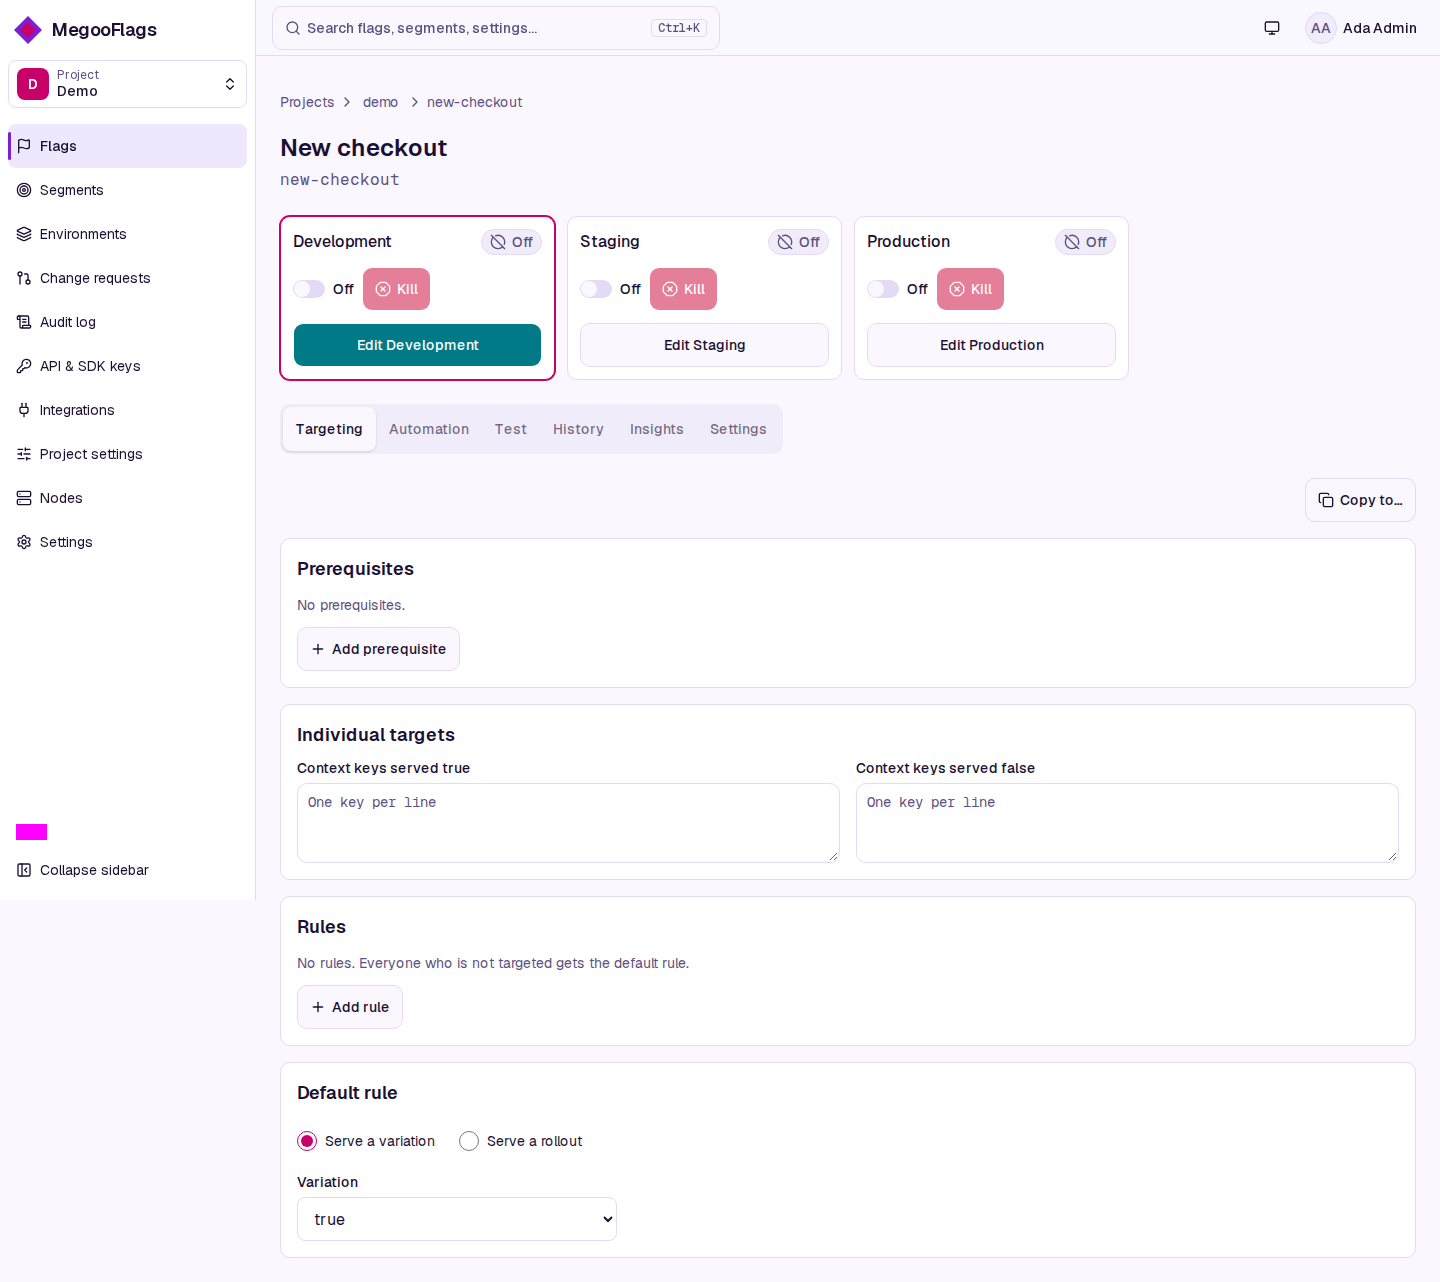 MegooFlags
Search flags, segments, settings...
Ctrl+K
AA
Ada Admin
D
Project
Demo
Flags
Segments
Environments
Change requests
Audit log
API & SDK keys
Integrations
Project settings
Nodes
Settings
Collapse sidebar
Projects
demo
new-checkout
New checkout
new-checkout
Development
Off
Off
Kill
Edit Development
Staging
Off
Off
Kill
Edit Staging
Production
Off
Off
Kill
Edit Production
Targeting
Automation
Test
History
Insights
Settings
Copy to...
Prerequisites
No prerequisites.
Add prerequisite
Individual targets
Context keys served true
One key per line
Context keys served false
One key per line
Rules
No rules. Everyone who is not targeted gets the default rule.
Add rule
Default rule
Serve a variation
Serve a rollout
Variation
true